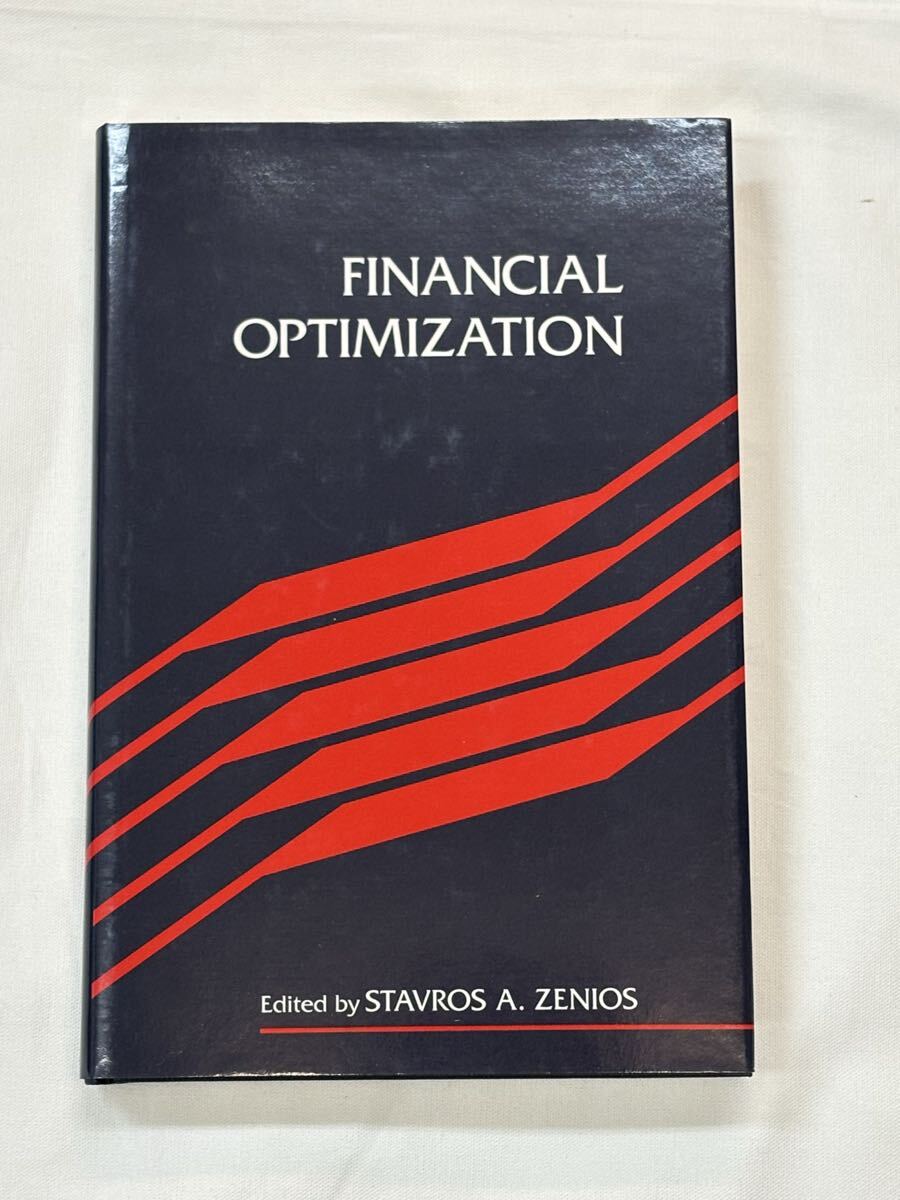 FINANCIAL
OPTIMIZATION
Edited by STAVROS A. ZENIOS